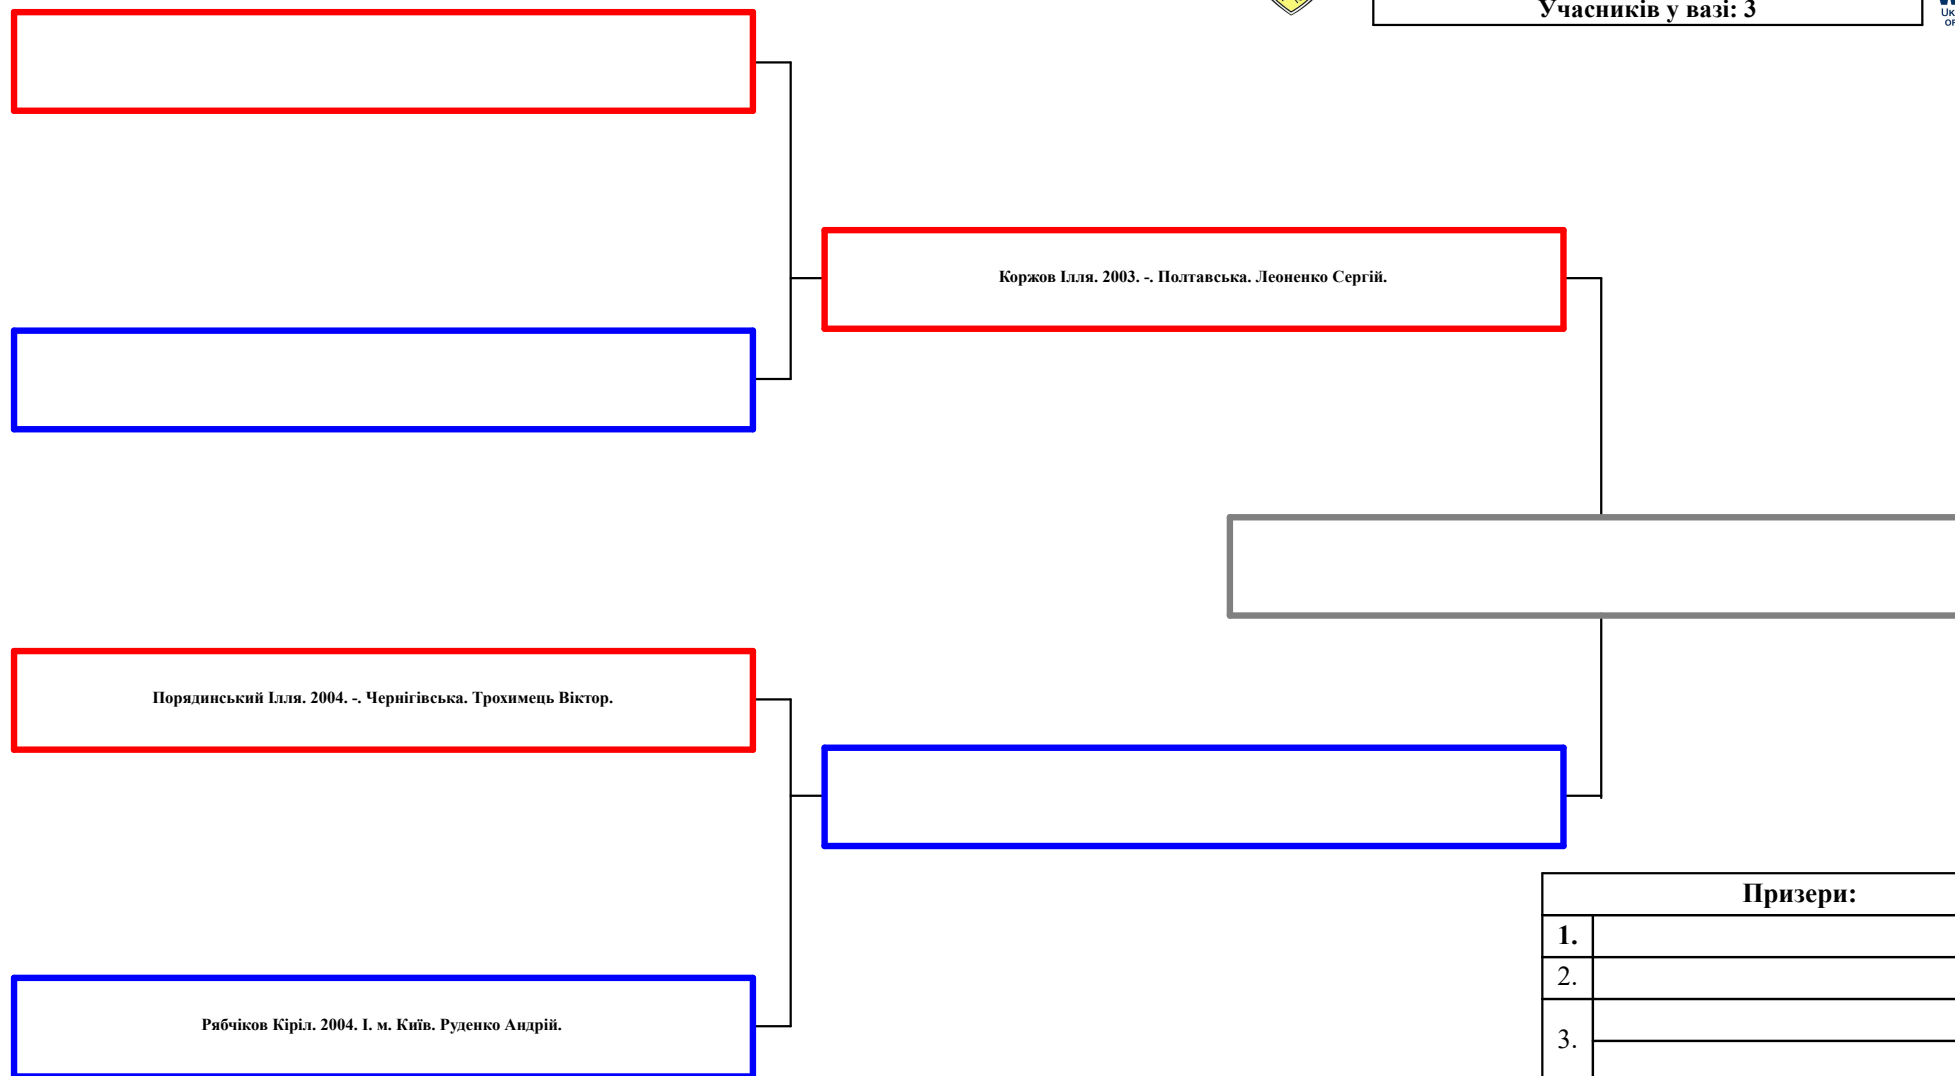 Учасників у вазі: 3
Коржов Ілля. 2003. -. Полтавська. Леоненко Сергій.
Порядинський Ілля. 2004. -. Чернігівська. Трохимець Віктор.
Рябчіков Кіріл. 2004. І. м. Київ. Руденко Андрій.
Призери:
1.
2.
3.